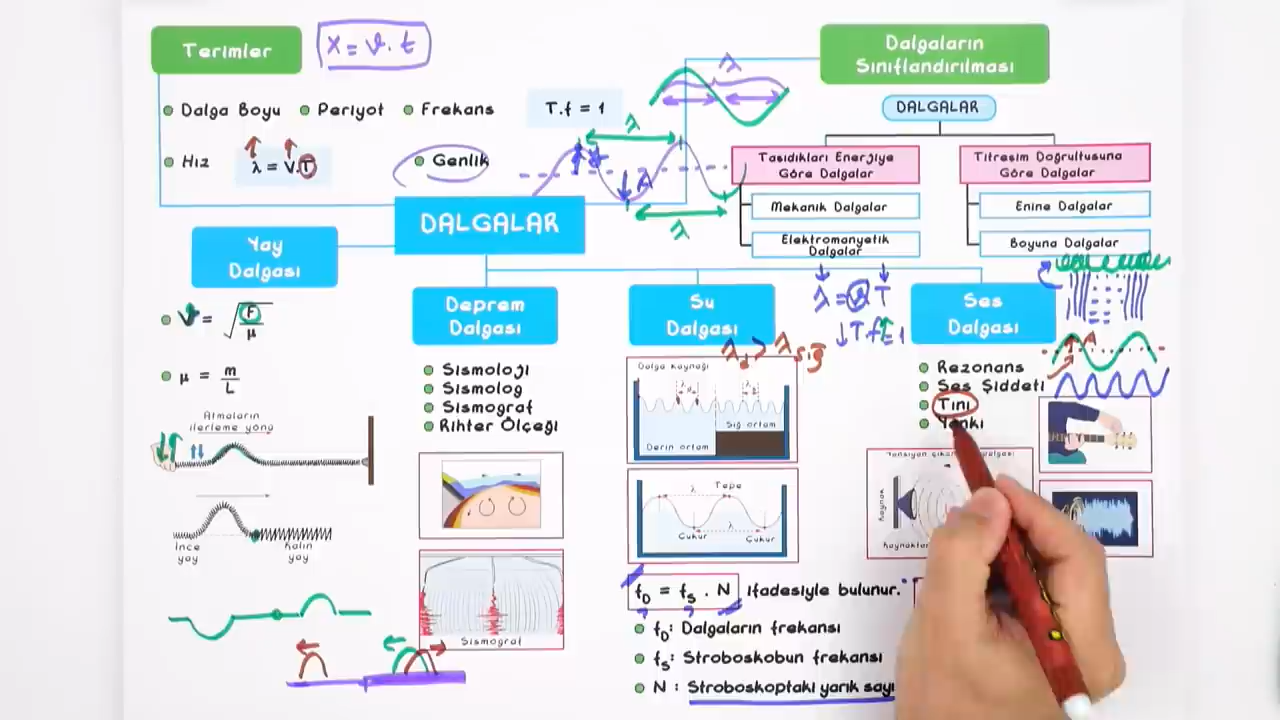 Terimler
x = v . t
Dalga Boyu
Periyot
Frekans
T.f = 1
Hız
λ = v.T
Genlik
λ
λ
λ
Dalgaların
Sınıflandırılması
DALGALAR
Taşıdıkları Enerjiye
Göre Dalgalar
Titreşim Doğrultusuna
Göre Dalgalar
Mekanik Dalgalar
Enine Dalgalar
Elektromanyetik
Dalgalar
Boyuna Dalgalar
DALGALAR
Yay
Dalgası
v = √F/μ
μ = m/L
Atmaların
ilerleme yönü
İnce
yay
Kalın
yay
Deprem
Dalgası
Sismoloji
Sismolog
Sismograf
Rihter Ölçeği
Sismograf
Su
Dalgası
Dalga kaynağı
Derin ortam
Sığ ortam
λ
Tepe
λ
Çukur
Çukur
fD = fS . N ifadesiyle bulunur.
fD: Dalgaların frekansı
fS: Stroboskobun frekansı
N : Stroboskoptaki yarık sayı
Ses
Dalgası
Rezonans
Ses Şiddeti
Tını
Yankı
Kaynak